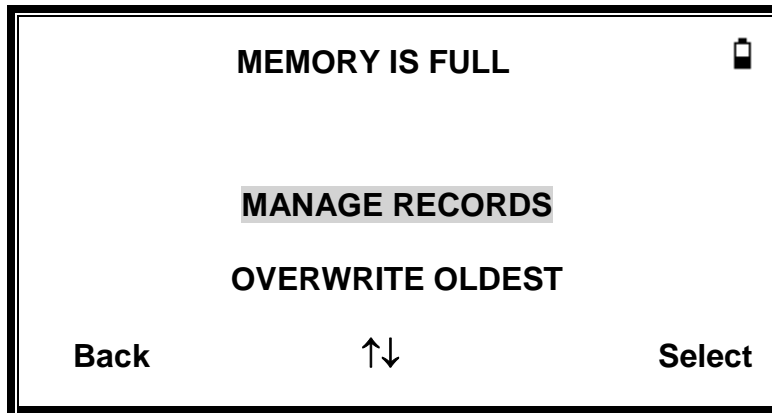 MEMORY IS FULL
MANAGE RECORDS
OVERWRITE OLDEST
Back ↑↓ Select